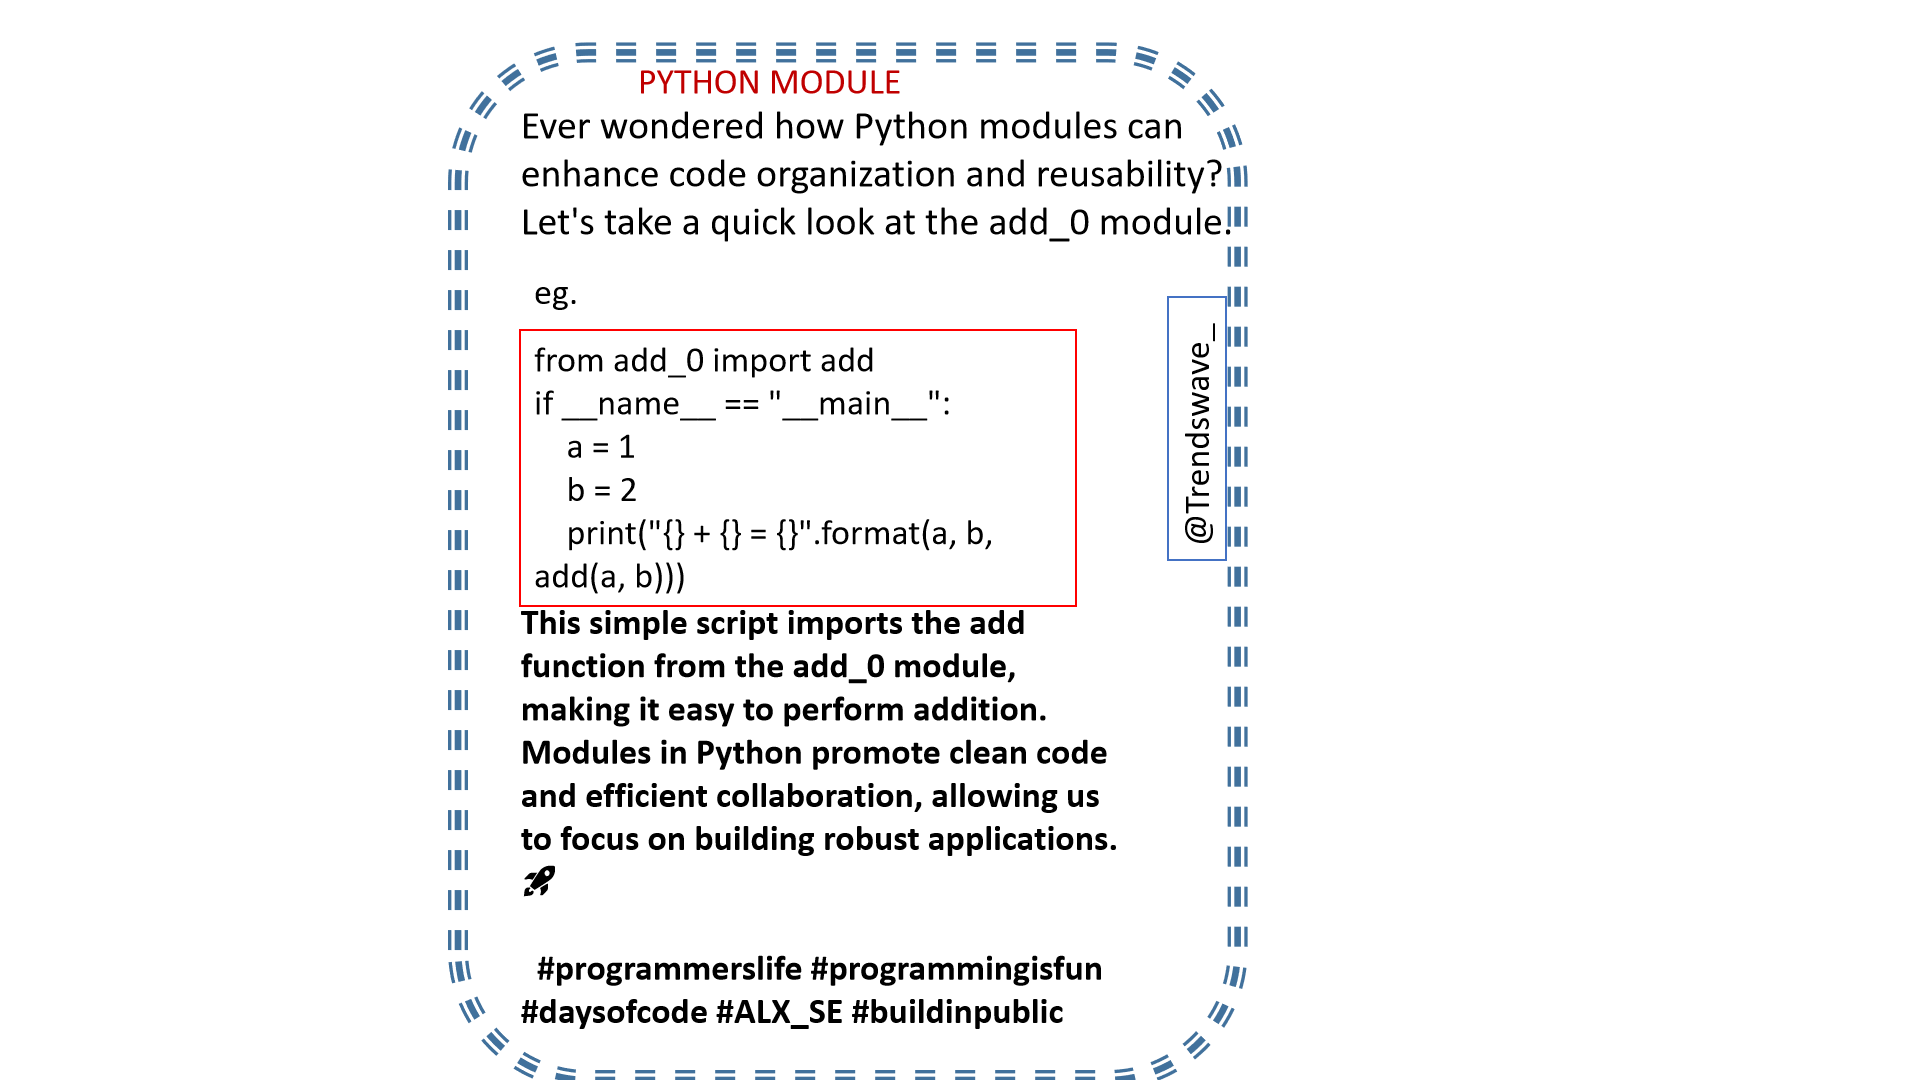 PYTHON MODULE
Ever wondered how Python modules can
enhance code organization and reusability?
Let's take a quick look at the add_0 module.
eg.
from add_0 import add
if __name__ == "__main__":
    a = 1
    b = 2
    print("{} + {} = {}".format(a, b,
add(a, b)))
This simple script imports the add
function from the add_0 module,
making it easy to perform addition.
Modules in Python promote clean code
and efficient collaboration, allowing us
to focus on building robust applications.
🚀
#programmerslife #programmingisfun
#daysofcode #ALX_SE #buildinpublic
@Trendswave_